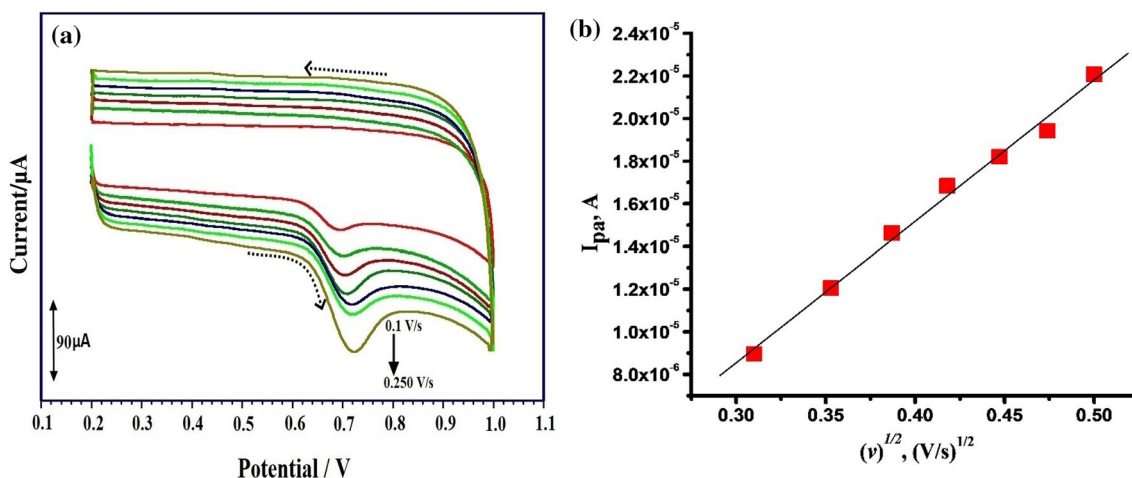 (a)
Current/µA
90µA
0.1 V/s
0.250 V/s
0.1 0.2 0.3 0.4 0.5 0.6 0.7 0.8 0.9 1.0 1.1
Potential / V
(b)
I_pa, A
2.4x10^-5
2.2x10^-5
2.0x10^-5
1.8x10^-5
1.6x10^-5
1.4x10^-5
1.2x10^-5
1.0x10^-5
8.0x10^-6
0.30 0.35 0.40 0.45 0.50
(v)^1/2, (V/s)^1/2